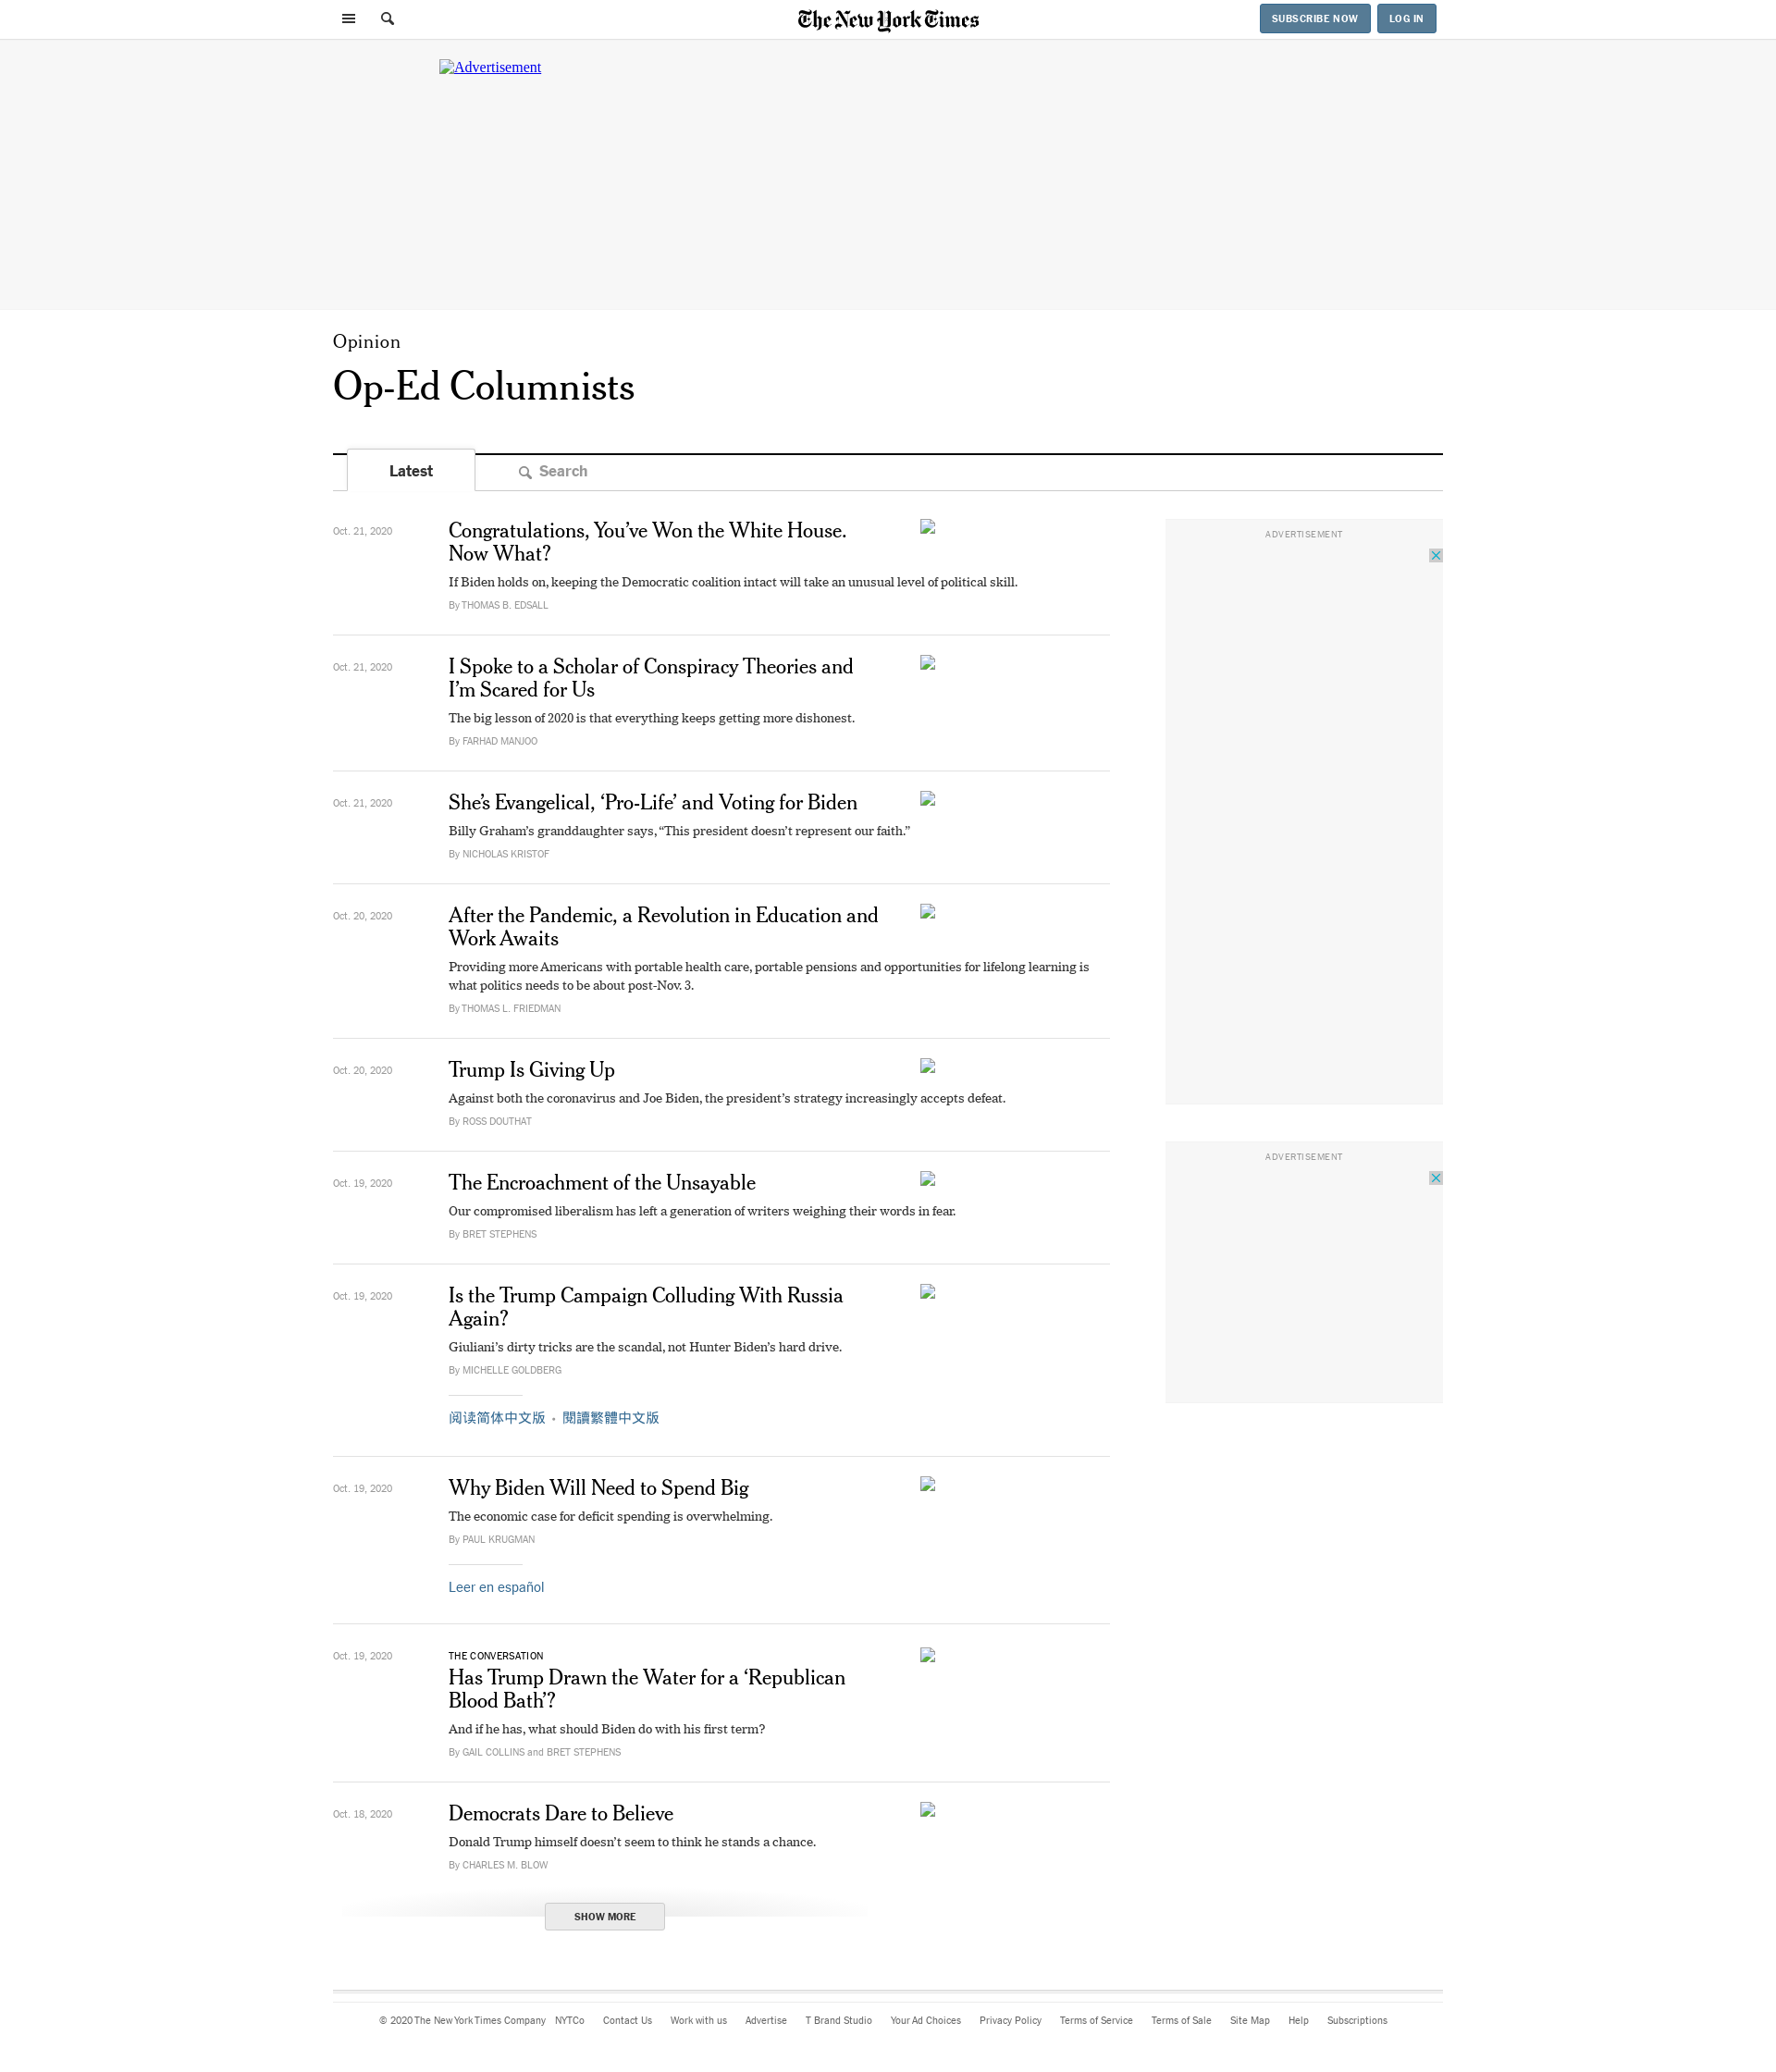 The New York Times
SUBSCRIBE NOW
LOG IN
Advertisement
Opinion
Op-Ed Columnists
Latest
Search
Oct. 21, 2020
Congratulations, You’ve Won the White House.
Now What?
If Biden holds on, keeping the Democratic coalition intact will take an unusual level of political skill.
By THOMAS B. EDSALL
Oct. 21, 2020
I Spoke to a Scholar of Conspiracy Theories and
I’m Scared for Us
The big lesson of 2020 is that everything keeps getting more dishonest.
By FARHAD MANJOO
Oct. 21, 2020
She’s Evangelical, ‘Pro-Life’ and Voting for Biden
Billy Graham’s granddaughter says, “This president doesn’t represent our faith.”
By NICHOLAS KRISTOF
Oct. 20, 2020
After the Pandemic, a Revolution in Education and
Work Awaits
Providing more Americans with portable health care, portable pensions and opportunities for lifelong learning is
what politics needs to be about post-Nov. 3.
By THOMAS L. FRIEDMAN
Oct. 20, 2020
Trump Is Giving Up
Against both the coronavirus and Joe Biden, the president’s strategy increasingly accepts defeat.
By ROSS DOUTHAT
Oct. 19, 2020
The Encroachment of the Unsayable
Our compromised liberalism has left a generation of writers weighing their words in fear.
By BRET STEPHENS
Oct. 19, 2020
Is the Trump Campaign Colluding With Russia
Again?
Giuliani’s dirty tricks are the scandal, not Hunter Biden’s hard drive.
By MICHELLE GOLDBERG
阅读简体中文版 • 閱讀繁體中文版
Oct. 19, 2020
Why Biden Will Need to Spend Big
The economic case for deficit spending is overwhelming.
By PAUL KRUGMAN
Leer en español
Oct. 19, 2020
THE CONVERSATION
Has Trump Drawn the Water for a ‘Republican
Blood Bath’?
And if he has, what should Biden do with his first term?
By GAIL COLLINS and BRET STEPHENS
Oct. 18, 2020
Democrats Dare to Believe
Donald Trump himself doesn’t seem to think he stands a chance.
By CHARLES M. BLOW
SHOW MORE
ADVERTISEMENT
ADVERTISEMENT
© 2020 The New York Times Company NYTCo Contact Us Work with us Advertise T Brand Studio Your Ad Choices Privacy Policy Terms of Service Terms of Sale Site Map Help Subscriptions